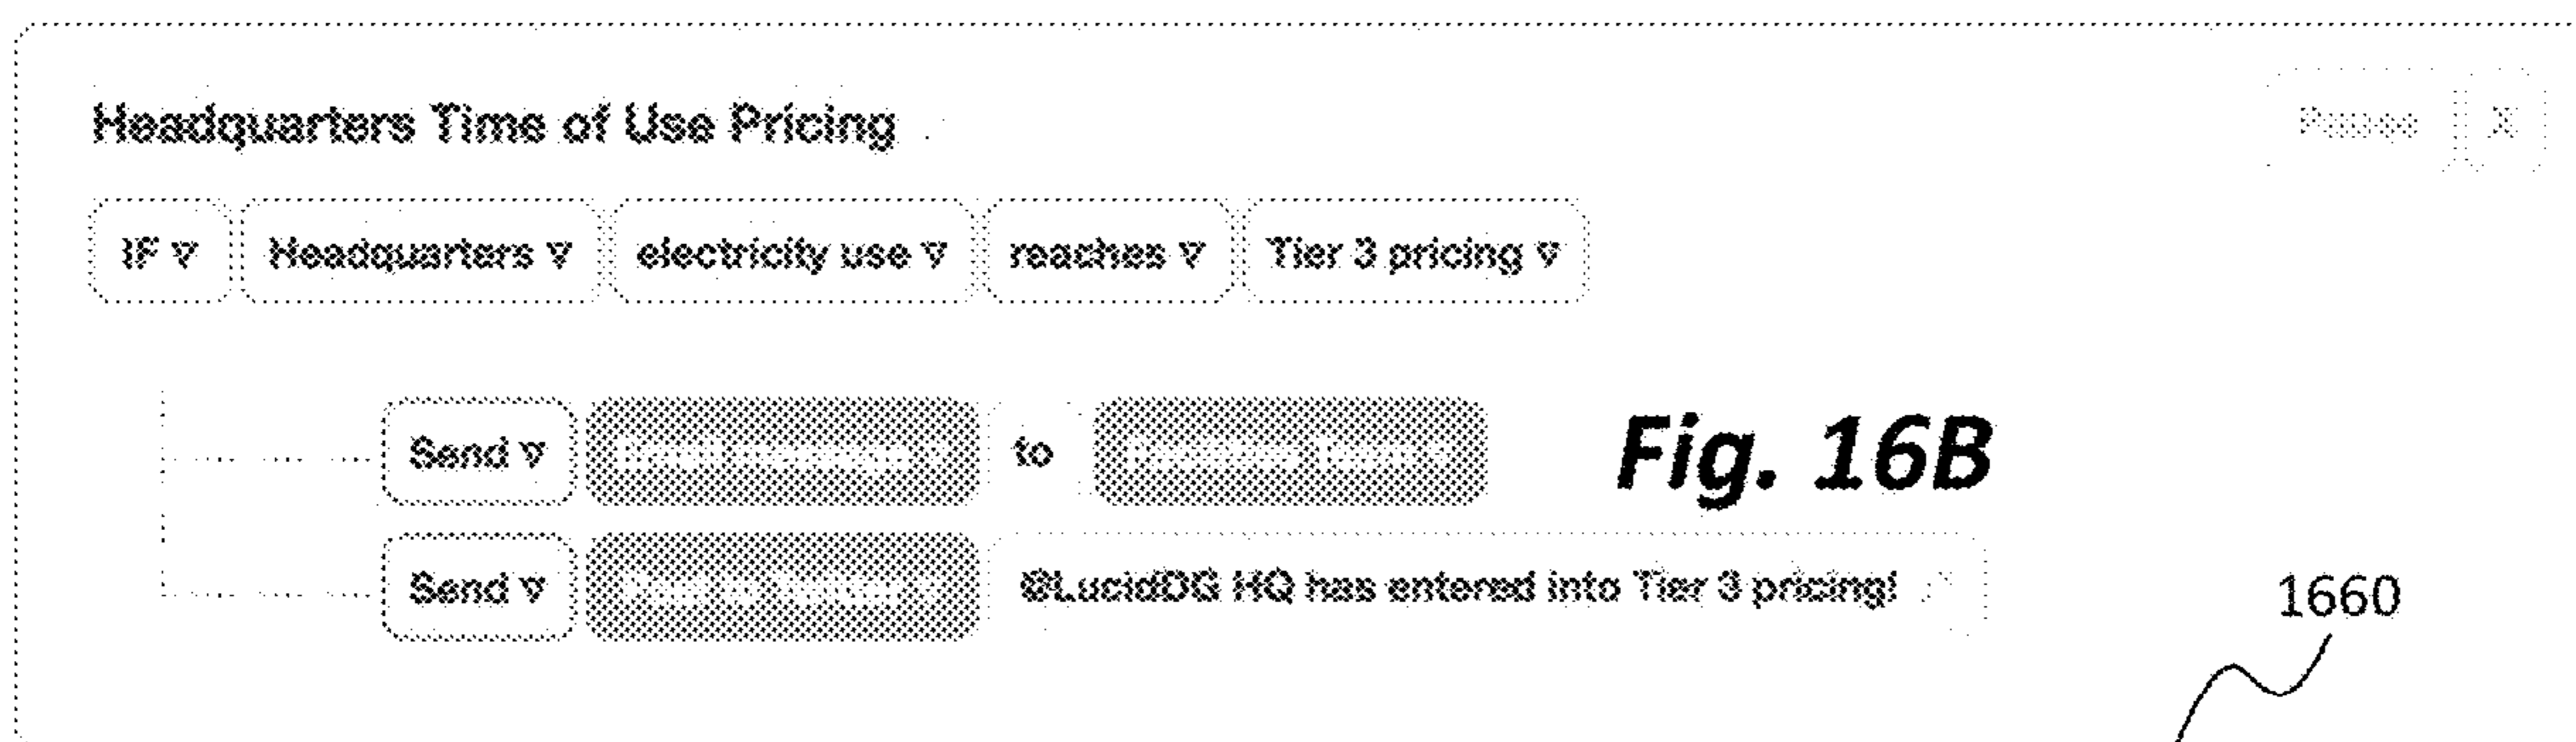 Headquarters Time of Use Pricing
Pause X
IF ▽ Headquarters ▽ electricity use ▽ reaches ▽ Tier 3 pricing ▽
Send ▽ to
Fig. 16B
Send ▽ @LucidDG HQ has entered into Tier 3 pricing!
1660